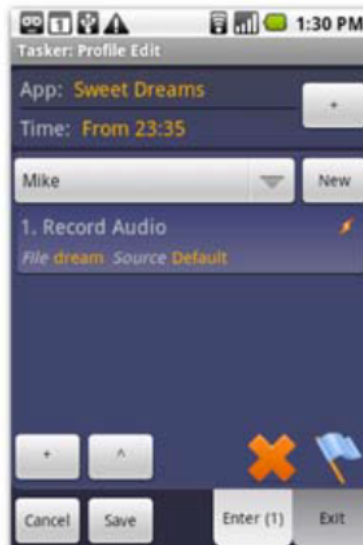 1:30 PM
Tasker: Profile Edit
App: Sweet Dreams
+
Time: From 23:35
Mike
New
1. Record Audio
File dream Source Default
+ ^
Cancel Save Enter (1) Exit